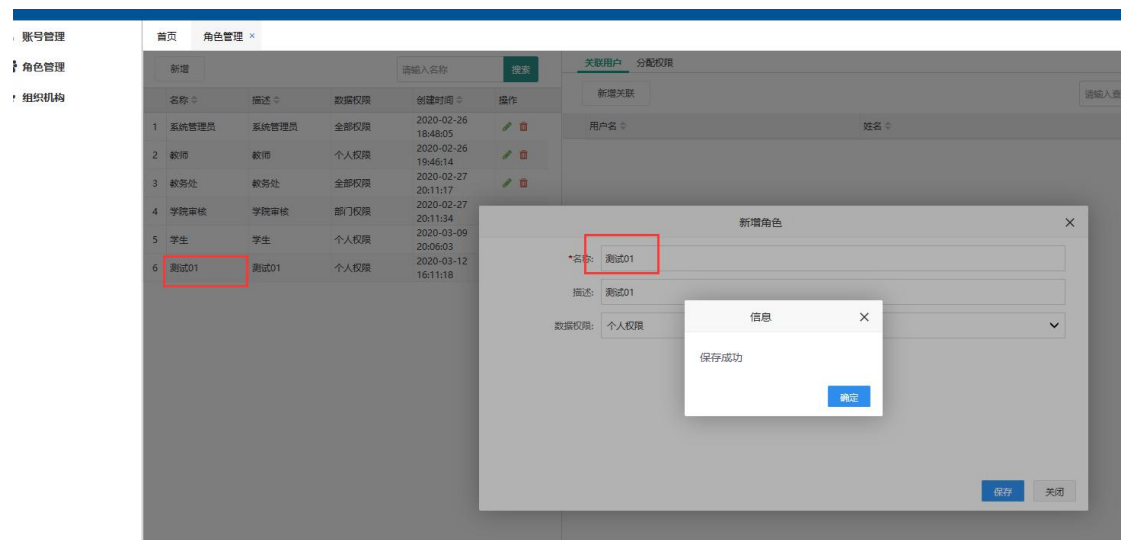 账号管理
角色管理
组织机构
首页 角色管理 ×
新增 请输入名称 搜索
名称 描述 数据权限 创建时间 操作
1 系统管理员 系统管理员 全部权限 2020-02-26 18:48:05
2 教师 教师 个人权限 2020-02-26 19:46:14
3 教务处 教务处 全部权限 2020-02-27 20:11:17
4 学院审核 学院审核 部门权限 2020-02-27 20:11:34
5 学生 学生 个人权限 2020-03-09 20:06:03
6 测试01 测试01 个人权限 2020-03-12 16:11:18
关联用户 分配权限
新增关联 请输入查
用户名 姓名
新增角色
*名称: 测试01
描述: 测试01
数据权限: 个人权限
信息
保存成功
确定
保存 关闭